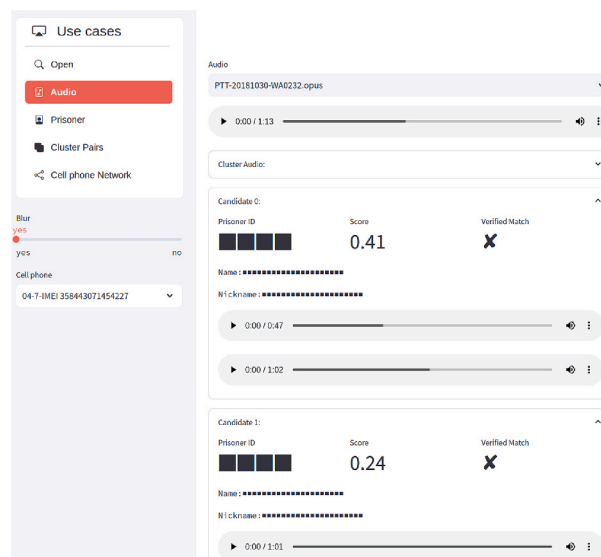 Use cases
Open
Audio
Prisoner
Cluster Pairs
Cell phone Network
Blur
yes
yes no
Cell phone
04-7-IMEI 358443071454227
Audio
PTT-20181030-WA0232.opus
0:00 / 1:13
Cluster Audio:
Candidate 0:
Prisoner ID Score Verified Match
0.41 ✘
Name:
Nickname:
0:00 / 0:47
0:00 / 1:02
Candidate 1:
Prisoner ID Score Verified Match
0.24 ✘
Name:
Nickname:
0:00 / 1:01